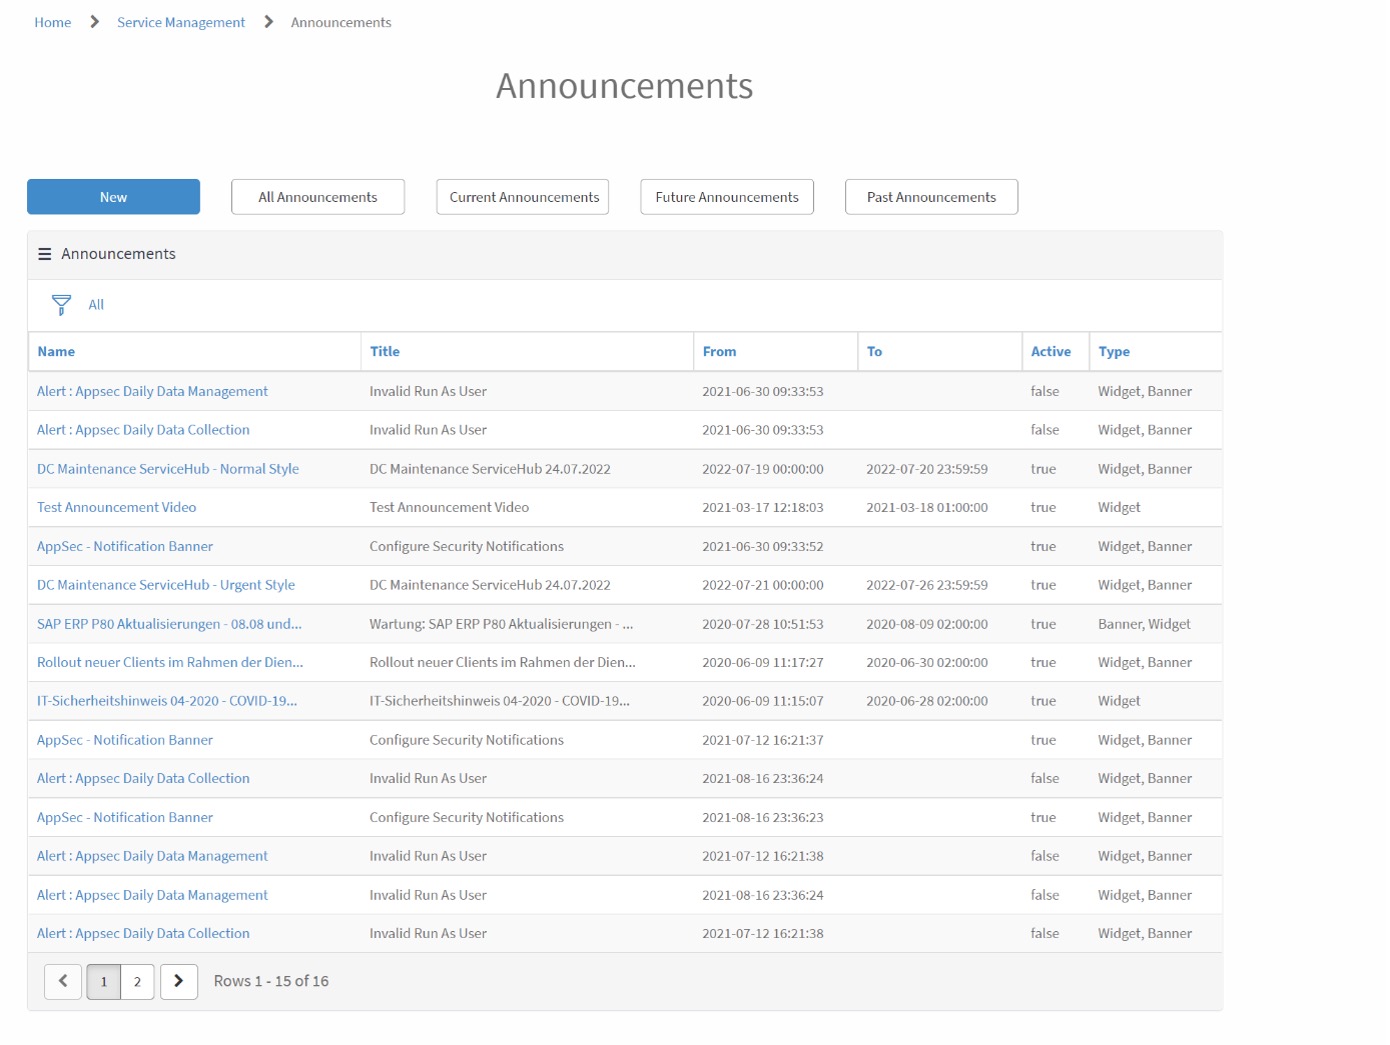 Home Service Management Announcements
Announcements
New All Announcements Current Announcements Future Announcements Past Announcements
Announcements
All
Name Title From To Active Type
Alert : Appsec Daily Data Management Invalid Run As User 2021-06-30 09:33:53 false Widget, Banner
Alert : Appsec Daily Data Collection Invalid Run As User 2021-06-30 09:33:53 false Widget, Banner
DC Maintenance ServiceHub - Normal Style DC Maintenance ServiceHub 24.07.2022 2022-07-19 00:00:00 2022-07-20 23:59:59 true Widget, Banner
Test Announcement Video Test Announcement Video 2021-03-17 12:18:03 2021-03-18 01:00:00 true Widget
AppSec - Notification Banner Configure Security Notifications 2021-06-30 09:33:52 true Widget, Banner
DC Maintenance ServiceHub - Urgent Style DC Maintenance ServiceHub 24.07.2022 2022-07-21 00:00:00 2022-07-26 23:59:59 true Widget, Banner
SAP ERP P80 Aktualisierungen - 08.08 und... Wartung: SAP ERP P80 Aktualisierungen - ... 2020-07-28 10:51:53 2020-08-09 02:00:00 true Banner, Widget
Rollout neuer Clients im Rahmen der Dien... Rollout neuer Clients im Rahmen der Dien... 2020-06-09 11:17:27 2020-06-30 02:00:00 true Widget, Banner
IT-Sicherheitshinweis 04-2020 - COVID-19... IT-Sicherheitshinweis 04-2020 - COVID-19... 2020-06-09 11:15:07 2020-06-28 02:00:00 true Widget
AppSec - Notification Banner Configure Security Notifications 2021-07-12 16:21:37 true Widget, Banner
Alert : Appsec Daily Data Collection Invalid Run As User 2021-08-16 23:36:24 false Widget, Banner
AppSec - Notification Banner Configure Security Notifications 2021-08-16 23:36:23 true Widget, Banner
Alert : Appsec Daily Data Management Invalid Run As User 2021-07-12 16:21:38 false Widget, Banner
Alert : Appsec Daily Data Management Invalid Run As User 2021-08-16 23:36:24 false Widget, Banner
Alert : Appsec Daily Data Collection Invalid Run As User 2021-07-12 16:21:38 false Widget, Banner
1 2 Rows 1 - 15 of 16